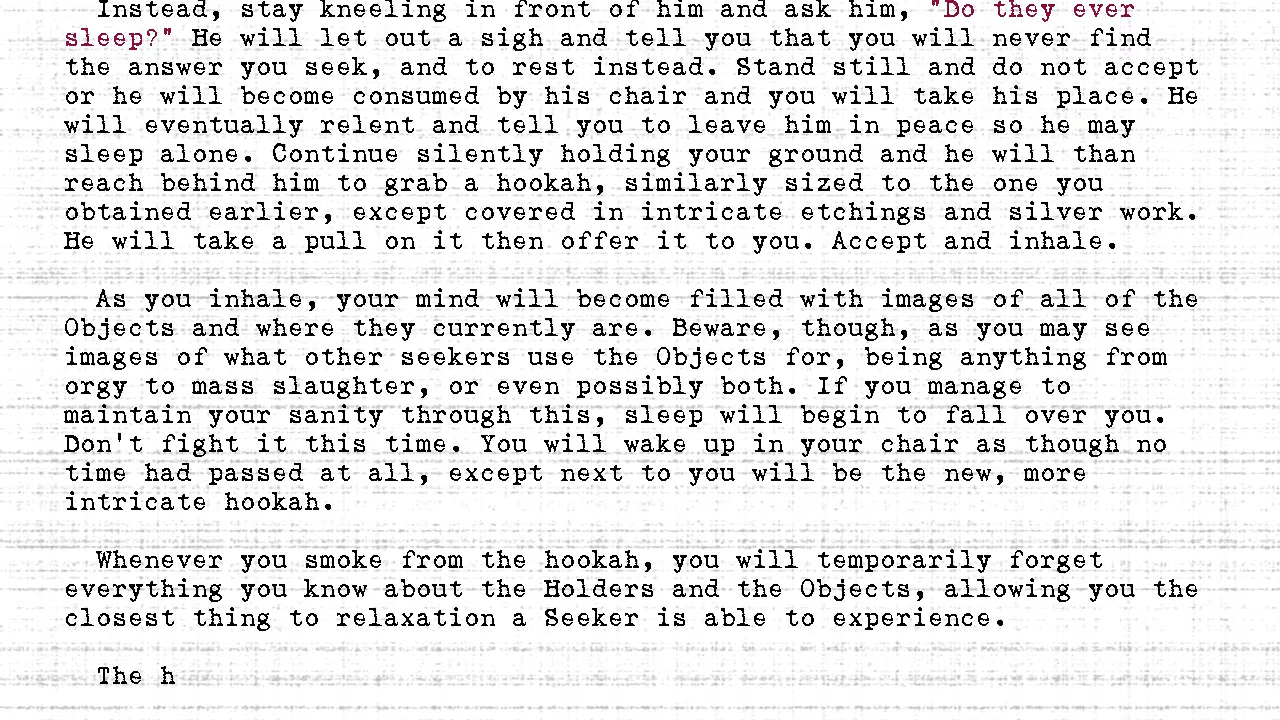 Instead, stay kneeling in front of him and ask him, "Do they ever
sleep?" He will let out a sigh and tell you that you will never find
the answer you seek, and to rest instead. Stand still and do not accept
or he will become consumed by his chair and you will take his place. He
will eventually relent and tell you to leave him in peace so he may
sleep alone. Continue silently holding your ground and he will than
reach behind him to grab a hookah, similarly sized to the one you
obtained earlier, except covered in intricate etchings and silver work.
He will take a pull on it then offer it to you. Accept and inhale.
As you inhale, your mind will become filled with images of all of the
Objects and where they currently are. Beware, though, as you may see
images of what other seekers use the Objects for, being anything from
orgy to mass slaughter, or even possibly both. If you manage to
maintain your sanity through this, sleep will begin to fall over you.
Don't fight it this time. You will wake up in your chair as though no
time had passed at all, except next to you will be the new, more
intricate hookah.
Whenever you smoke from the hookah, you will temporarily forget
everything you know about the Holders and the Objects, allowing you the
closest thing to relaxation a Seeker is able to experience.
The h